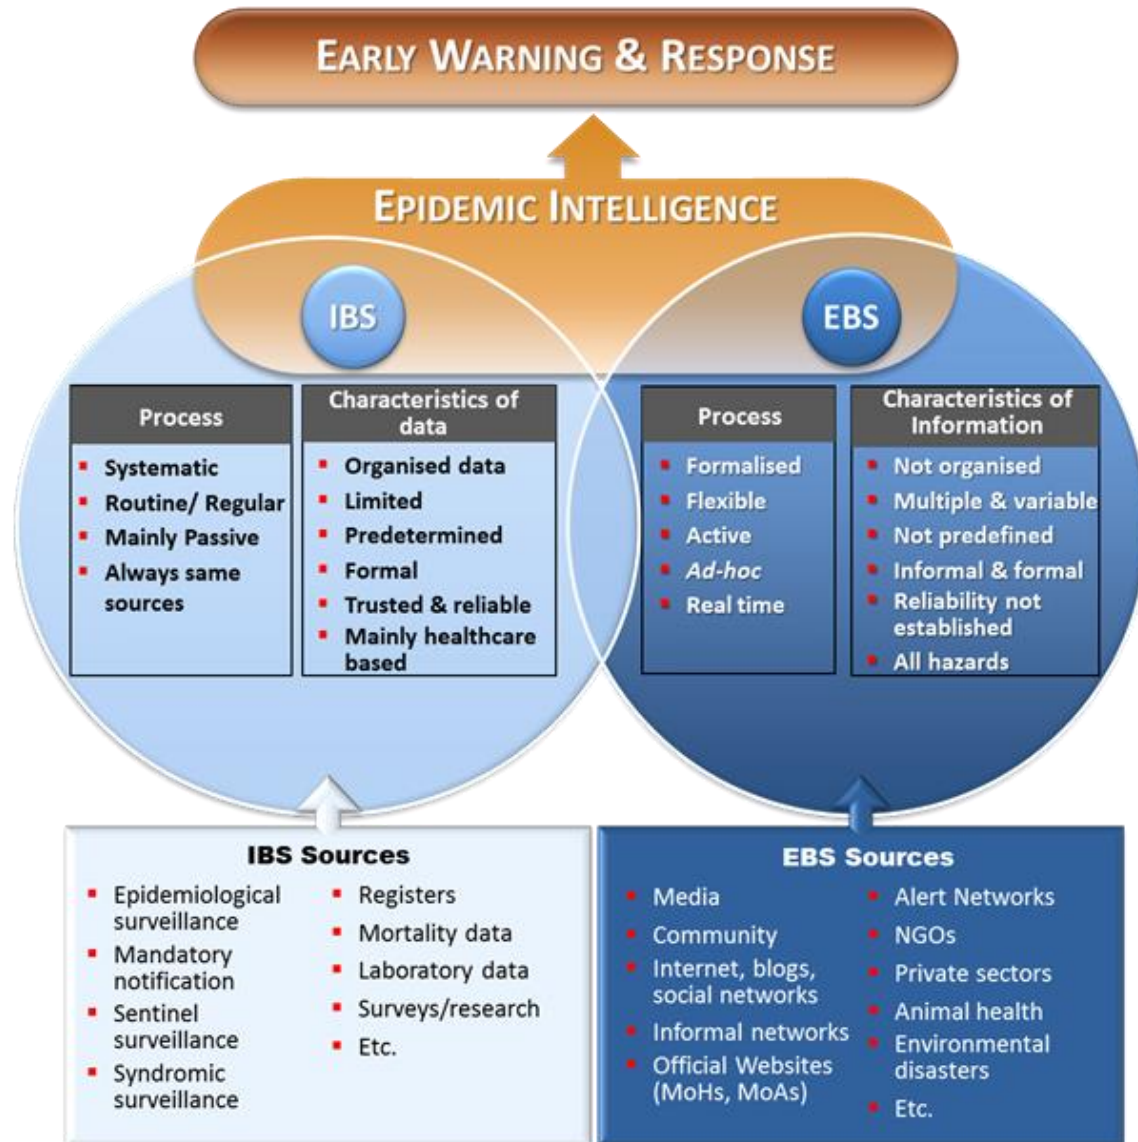 EARLY WARNING & RESPONSE
EPIDEMIC INTELLIGENCE
IBS
EBS
Process
Systematic
Routine/ Regular
Mainly Passive
Always same
sources
Characteristics of
data
Organised data
Limited
Predetermined
Formal
Trusted & reliable
Mainly healthcare
based
Process
Formalised
Flexible
Active
Ad-hoc
Real time
Characteristics of
Information
Not organised
Multiple & variable
Not predefined
Informal & formal
Reliability not
established
All hazards
IBS Sources
Epidemiological
surveillance
Mandatory
notification
Sentinel
surveillance
Syndromic
surveillance
Registers
Mortality data
Laboratory data
Surveys/research
Etc.
EBS Sources
Media
Community
Internet, blogs,
social networks
Informal networks
Official Websites
(MoHs, MoAs)
Alert Networks
NGOs
Private sectors
Animal health
Environmental
disasters
Etc.